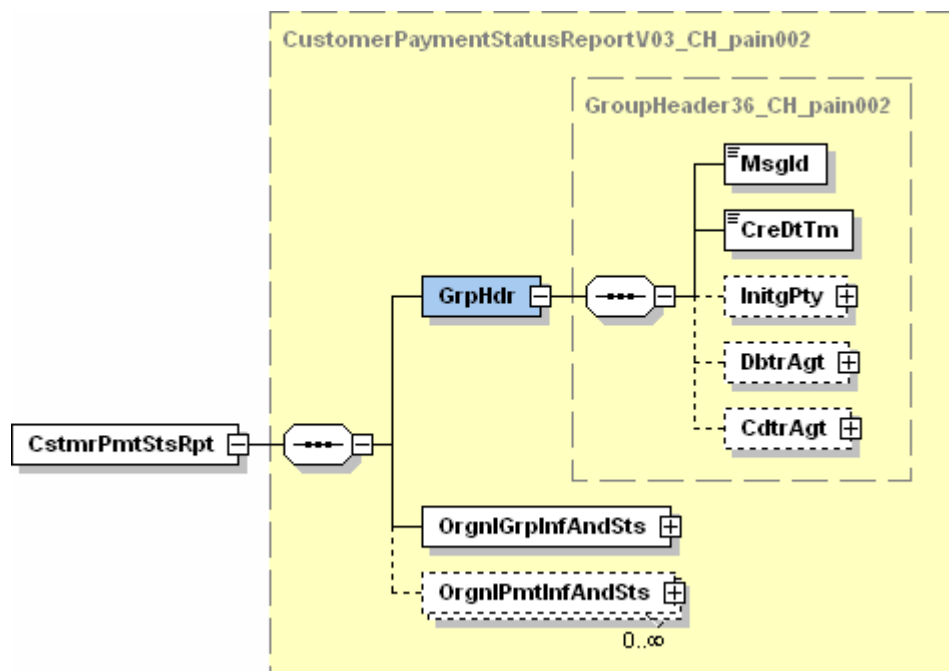 CustomerPaymentStatusReportV03_CH_pain002
GroupHeader36_CH_pain002
MsgId
CreDtTm
GrpHdr
InitgPty
DbtrAgt
CdtrAgt
CstmrPmtStsRpt
OrgnlGrpInfAndSts
OrgnlPmtInfAndSts
0..∞